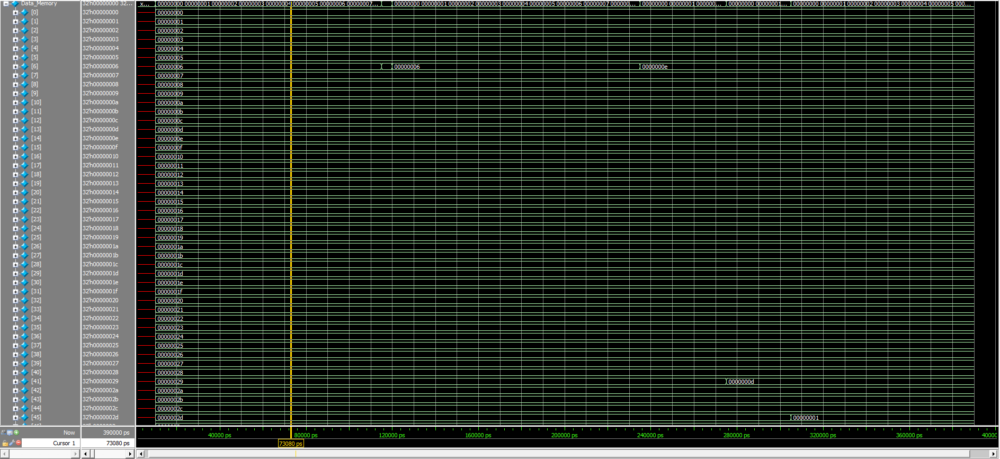 Data_Memory 32'h00000000 32... x... 00000000 00000001 00000002 00000003 00000004 00000005 00000006 00000007... 00000000 00000001 00000002 00000003 00000004 00000005 00000006 00000007 000000... 00000000 00000001 000000... 00000000 00000001... 00000000 00000001 00000002 00000003 00000004 00000005 000...
[0] 32'h00000000 00000000
[1] 32'h00000001 00000001
[2] 32'h00000002 00000002
[3] 32'h00000003 00000003
[4] 32'h00000004 00000004
[5] 32'h00000005 00000005
[6] 32'h00000006 00000006 00000006 0000000e
[7] 32'h00000007 00000007
[8] 32'h00000008 00000008
[9] 32'h00000009 00000009
[10] 32'h0000000a 0000000a
[11] 32'h0000000b 0000000b
[12] 32'h0000000c 0000000c
[13] 32'h0000000d 0000000d
[14] 32'h0000000e 0000000e
[15] 32'h0000000f 0000000f
[16] 32'h00000010 00000010
[17] 32'h00000011 00000011
[18] 32'h00000012 00000012
[19] 32'h00000013 00000013
[20] 32'h00000014 00000014
[21] 32'h00000015 00000015
[22] 32'h00000016 00000016
[23] 32'h00000017 00000017
[24] 32'h00000018 00000018
[25] 32'h00000019 00000019
[26] 32'h0000001a 0000001a
[27] 32'h0000001b 0000001b
[28] 32'h0000001c 0000001c
[29] 32'h0000001d 0000001d
[30] 32'h0000001e 0000001e
[31] 32'h0000001f 0000001f
[32] 32'h00000020 00000020
[33] 32'h00000021 00000021
[34] 32'h00000022 00000022
[35] 32'h00000023 00000023
[36] 32'h00000024 00000024
[37] 32'h00000025 00000025
[38] 32'h00000026 00000026
[39] 32'h00000027 00000027
[40] 32'h00000028 00000028
[41] 32'h00000029 00000029 0000000d
[42] 32'h0000002a 0000002a
[43] 32'h0000002b 0000002b
[44] 32'h0000002c 0000002c
[45] 32'h0000002d 0000002d 00000001
Now 390000 ps 40000 ps 80000 ps 120000 ps 160000 ps 200000 ps 240000 ps 280000 ps 320000 ps 360000 ps 40000
Cursor 1 73080 ps 73080 ps